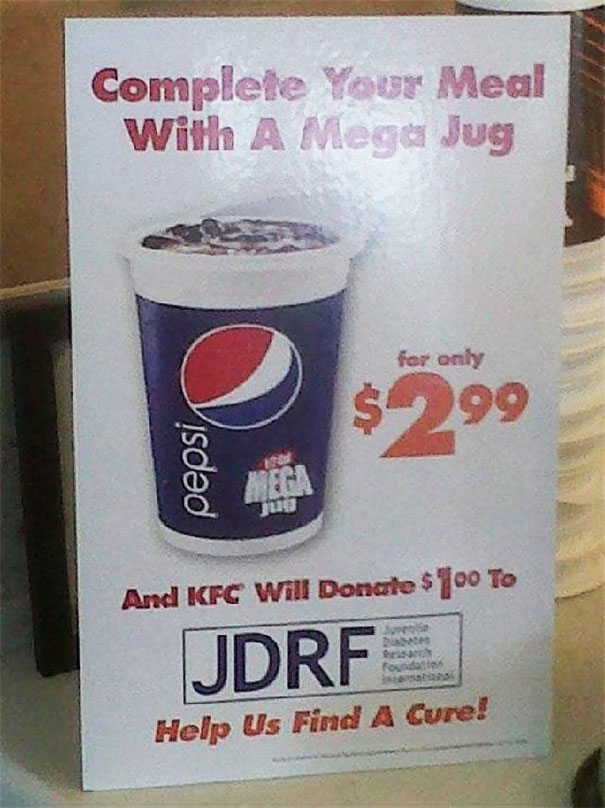 Complete Your Meal
With A Mega Jug
for only
$2.99
pepsi
MEGA
JUG
And KFC Will Donate $1.00 To
JDRF
Juvenile
Diabetes
Research
Foundation
International
Help Us Find A Cure!